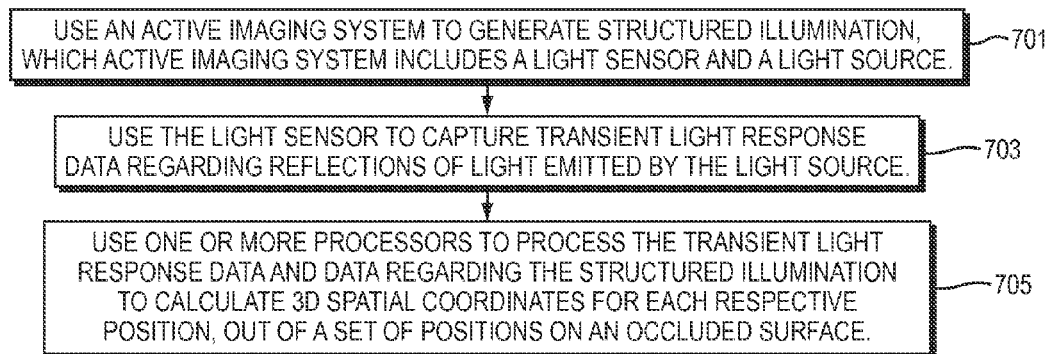 USE AN ACTIVE IMAGING SYSTEM TO GENERATE STRUCTURED ILLUMINATION,
WHICH ACTIVE IMAGING SYSTEM INCLUDES A LIGHT SENSOR AND A LIGHT SOURCE.
701
USE THE LIGHT SENSOR TO CAPTURE TRANSIENT LIGHT RESPONSE
DATA REGARDING REFLECTIONS OF LIGHT EMITTED BY THE LIGHT SOURCE.
703
USE ONE OR MORE PROCESSORS TO PROCESS THE TRANSIENT LIGHT
RESPONSE DATA AND DATA REGARDING THE STRUCTURED ILLUMINATION
TO CALCULATE 3D SPATIAL COORDINATES FOR EACH RESPECTIVE
POSITION, OUT OF A SET OF POSITIONS ON AN OCCLUDED SURFACE.
705